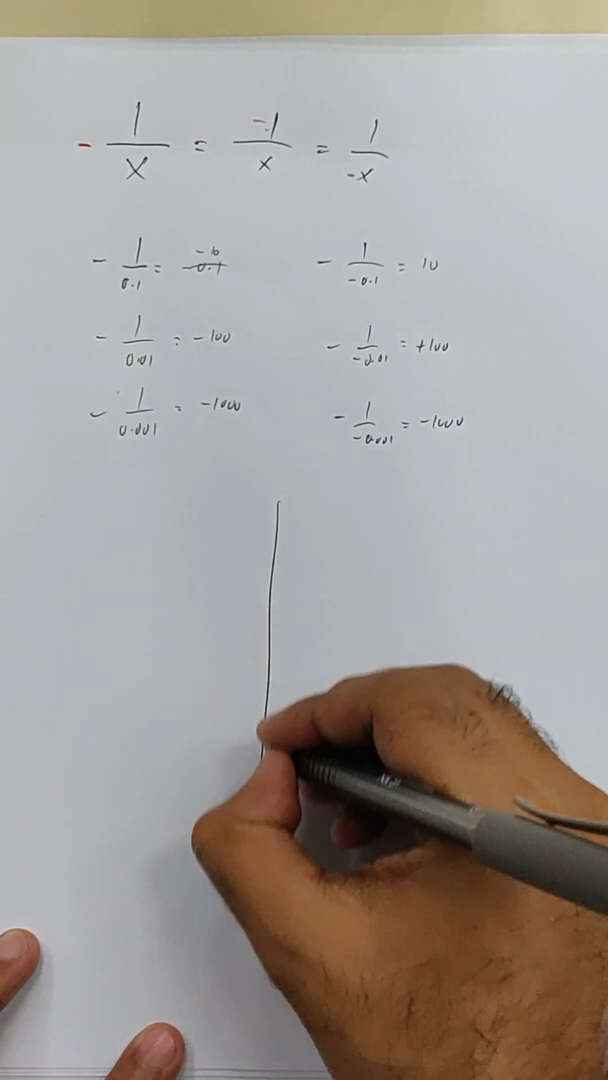 - 1/x = -1/x = 1/-x
- 1/0.1 = -10/0.1
- 1/-0.1 = 10
- 1/0.01 = -100
- 1/-0.01 = +100
- 1/0.001 = -1000
- 1/-0.001 = -1000